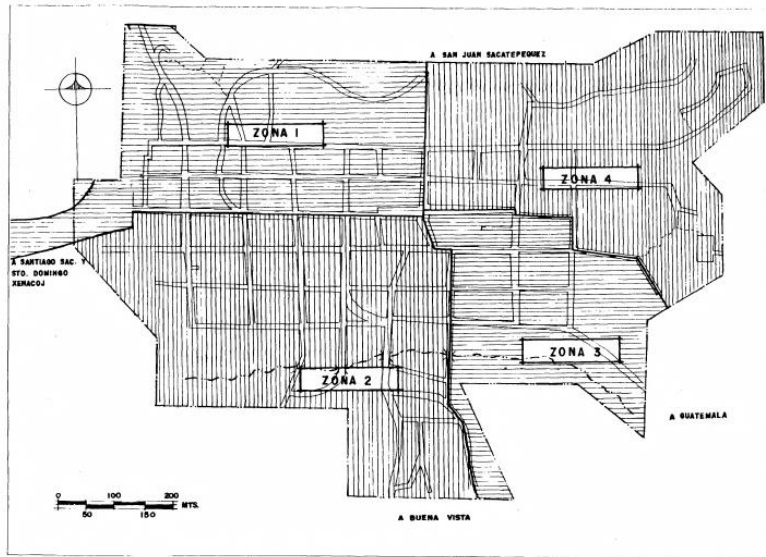 A SAN JUAN SACATEPEQUEZ
ZONA 1
ZONA 4
A SANTIAGO SAC. Y
STO. DOMINGO
XENACOJ
ZONA 3
ZONA 2
A GUATEMALA
0 100 200
MTS.
50 150
A BUENA VISTA